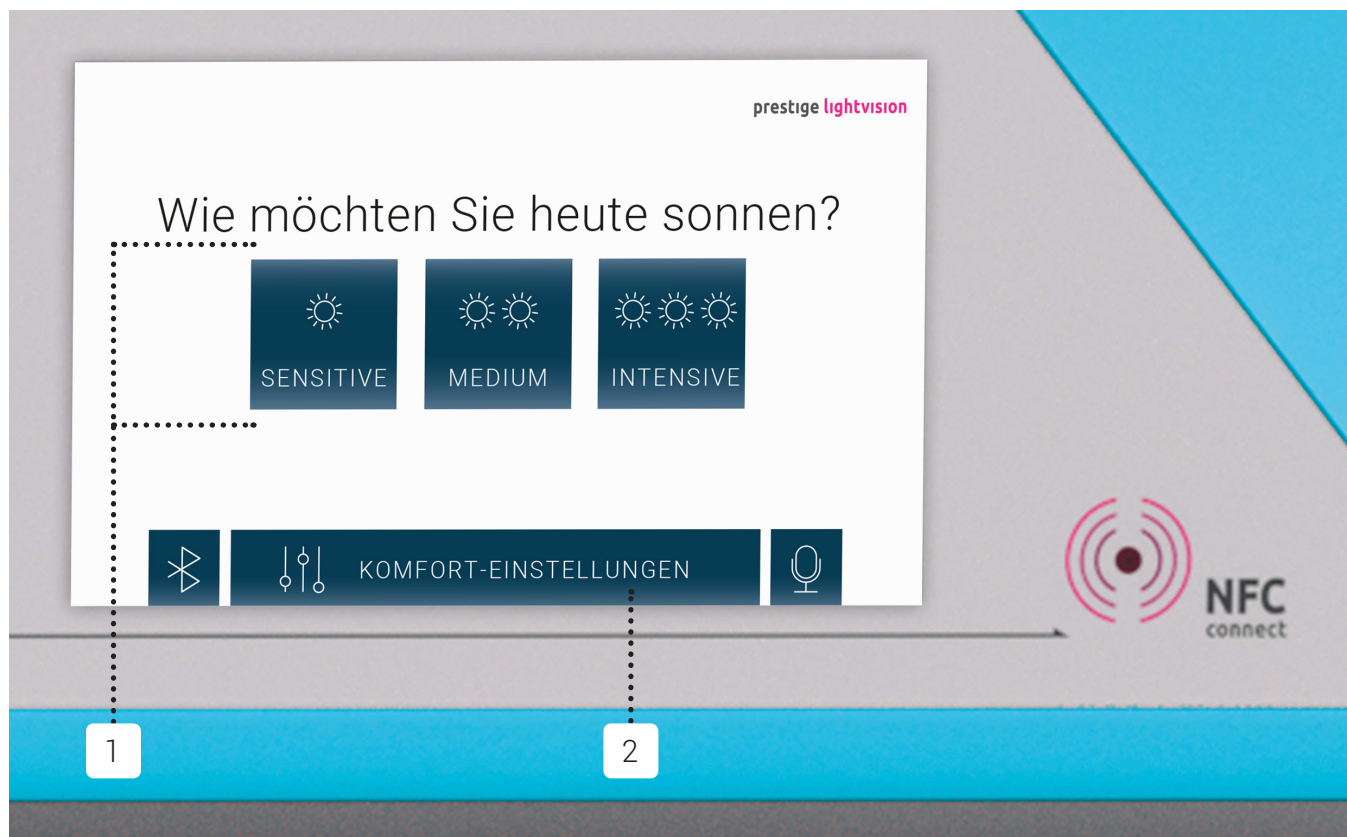 prestige lightvision
Wie möchten Sie heute sonnen?
SENSITIVE
MEDIUM
INTENSIVE
KOMFORT-EINSTELLUNGEN
NFC
connect
1
2